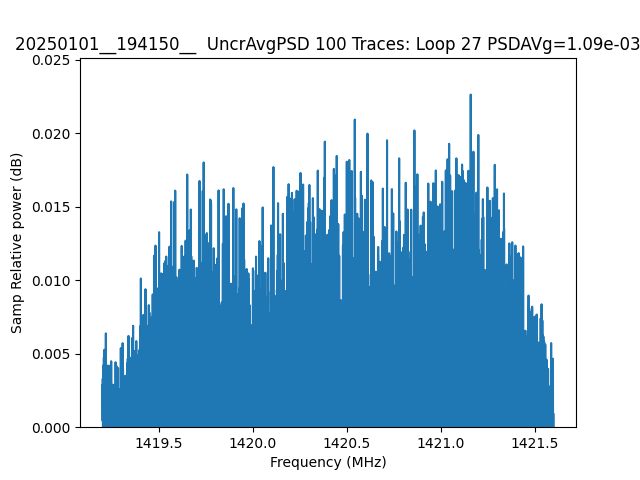 20250101__194150__ UncrAvgPSD 100 Traces: Loop 27 PSDAVg=1.09e-03
0.025
0.020
0.015
0.010
0.005
0.000
Samp Relative power (dB)
1419.5 1420.0 1420.5 1421.0 1421.5
Frequency (MHz)